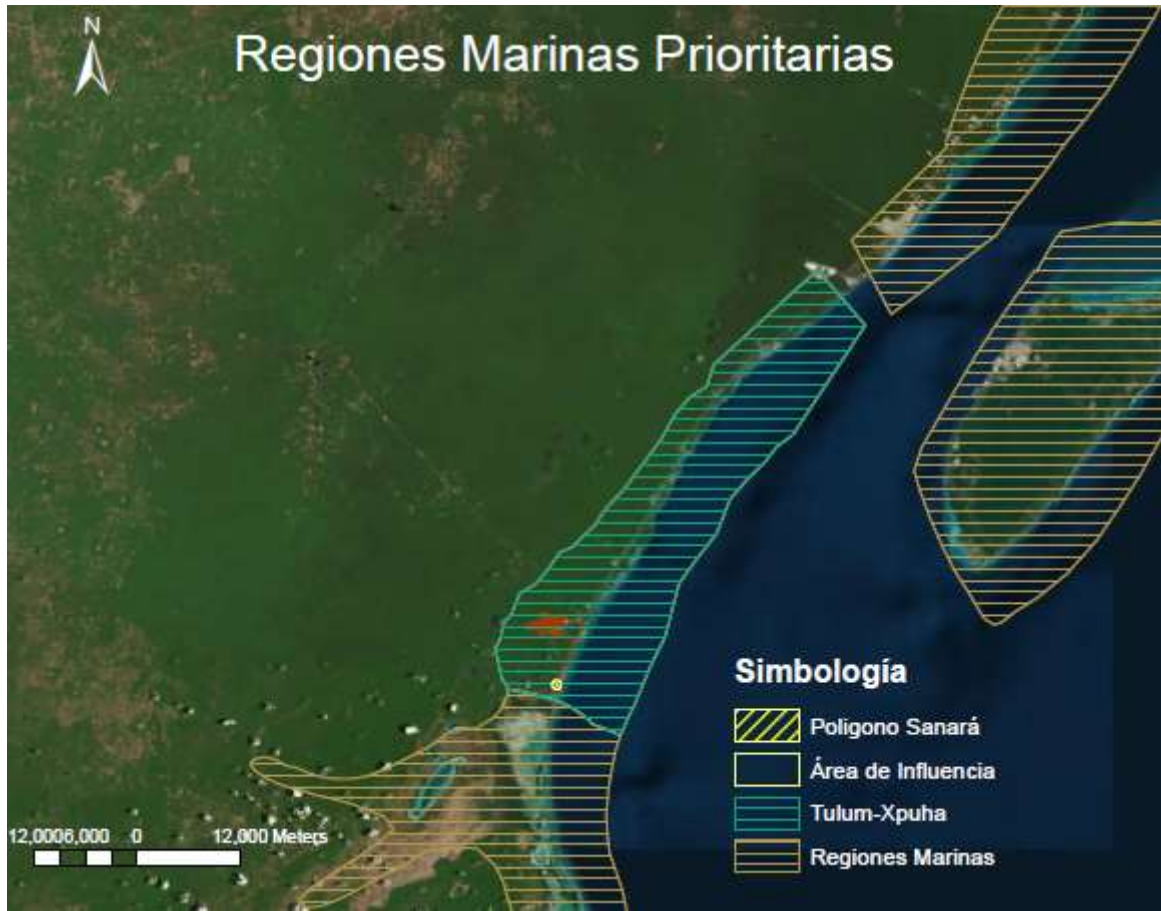 N
Regiones Marinas Prioritarias
Simbología
Poligono Sanará
Área de Influencia
Tulum-Xpuha
Regiones Marinas
12,0006,000 0 12,000 Meters